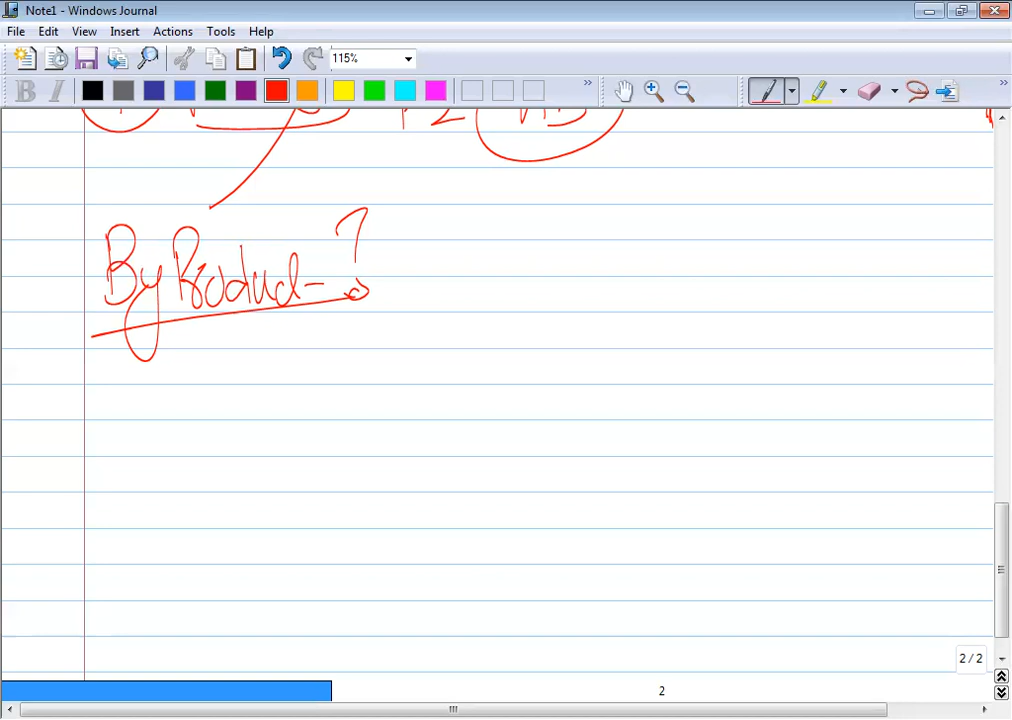 Note1 - Windows Journal
File Edit View Insert Actions Tools Help
115%
B I
By Product ?
2 / 2
2